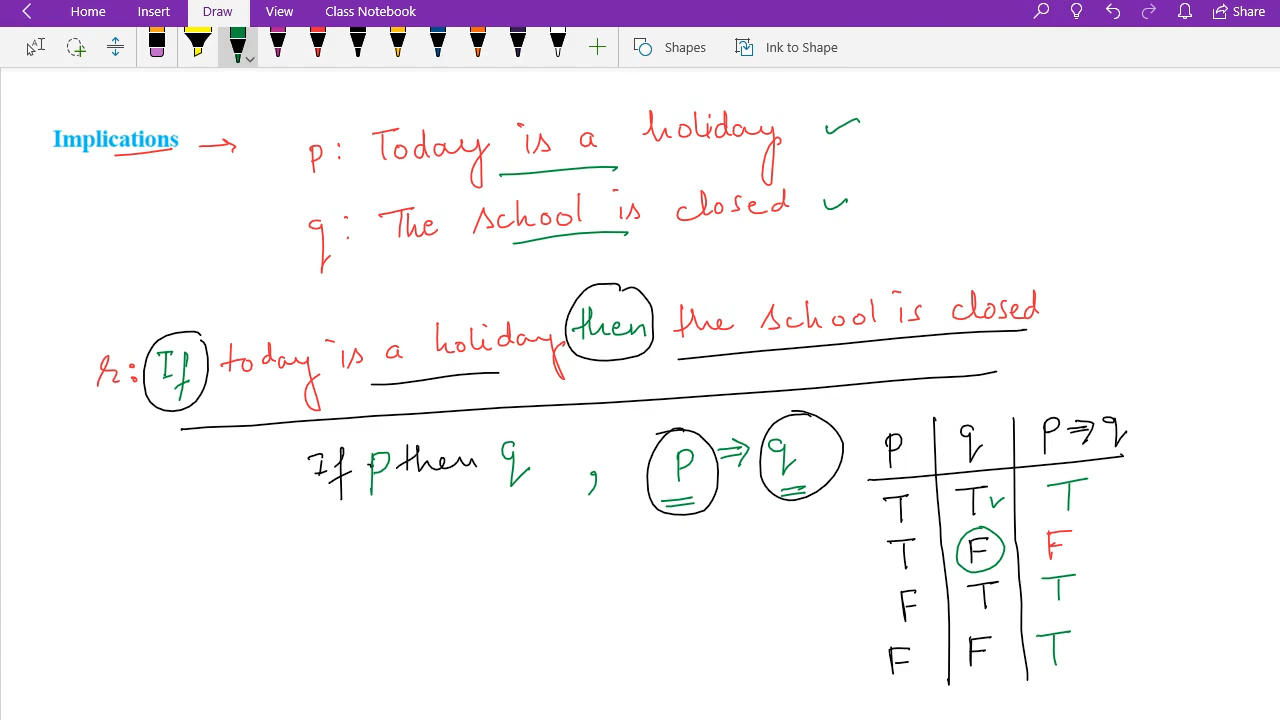 Home Insert Draw View Class Notebook Share
Shapes Ink to Shape
Implications → p: Today is a holiday ✓
q: The school is closed ✓
r: If today is a holiday then the school is closed
If p then q , p ⇒ q
p q p ⇒ q
T T ✓ T
T F F
F T T
F F T